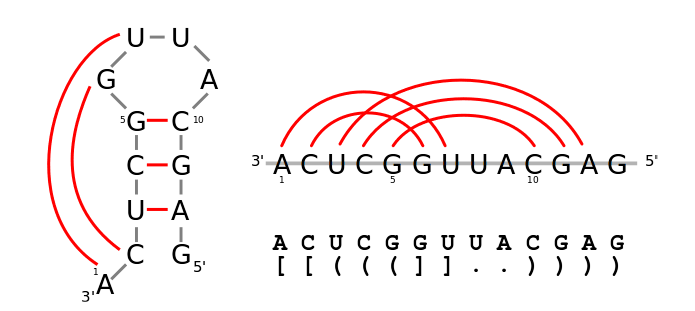 U U
G A
5 G C 10
C G
U A
C G 5'
1
3' A
3' A C U C G G U U A C G A G 5'
1 5 10
A C U C G G U U A C G A G
[ [ ( ( ( ] ] . . ) ) ) )